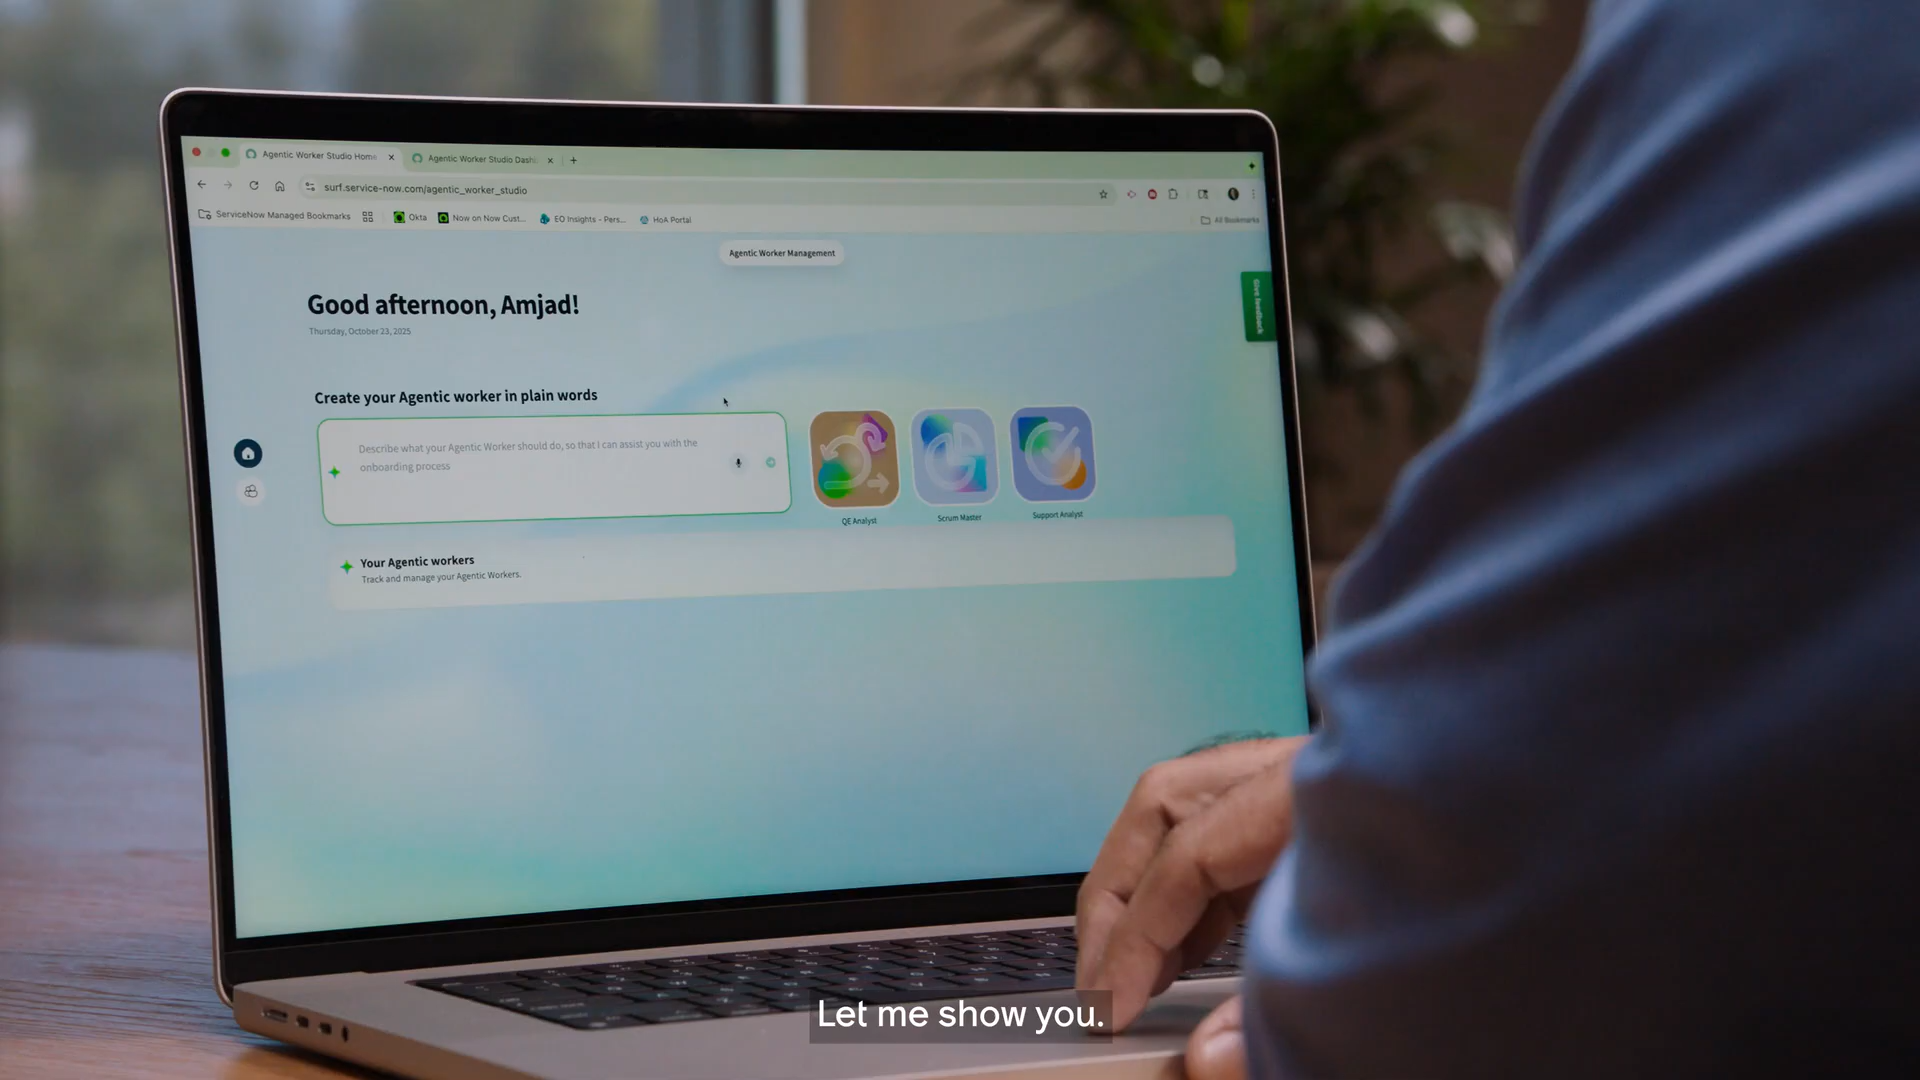 Agentic Worker Studio Home
Agentic Worker Studio Dash
surf.service-now.com/agentic_worker_studio
ServiceNow Managed Bookmarks
Okta
Now on Now Cust...
EO Insights - Pers...
HoA Portal
All Bookmarks
Agentic Worker Management
Give feedback
Good afternoon, Amjad!
Thursday, October 23, 2025
Create your Agentic worker in plain words
Describe what your Agentic Worker should do, so that I can assist you with the
onboarding process
QE Analyst
Scrum Master
Support Analyst
Your Agentic workers
Track and manage your Agentic Workers.
Let me show you.